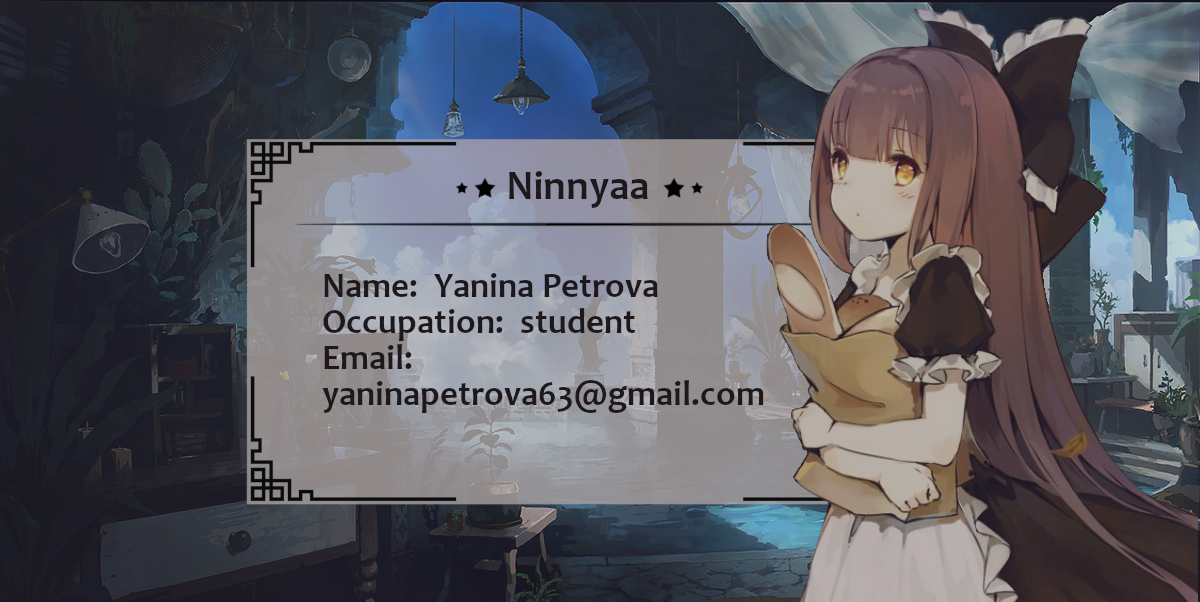 Ninnyaa
Name: Yanina Petrova
Occupation: student
Email:
yaninapetrova63@gmail.com